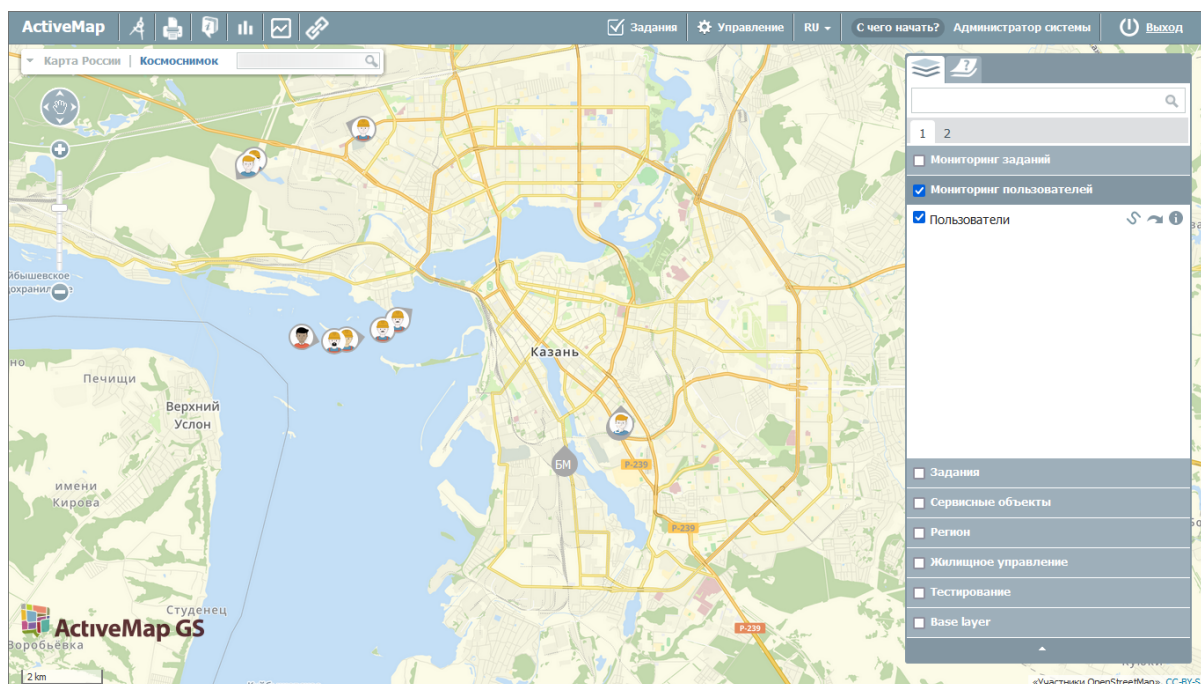 ActiveMap
Задания
Управление
RU
С чего начать?
Администратор системы
Выход
Карта России | Космоснимок
1 2
Мониторинг заданий
Мониторинг пользователей
Пользователи
Задания
Сервисные объекты
Регион
Жилищное управление
Тестирование
Base layer
Казань
Печищи
Верхний
Услон
имени
Кирова
Студенец
БМ
Р-239
Р-239
Р-239
ActiveMap GS
2 km
«Участники OpenStreetMap», CC-BY-S